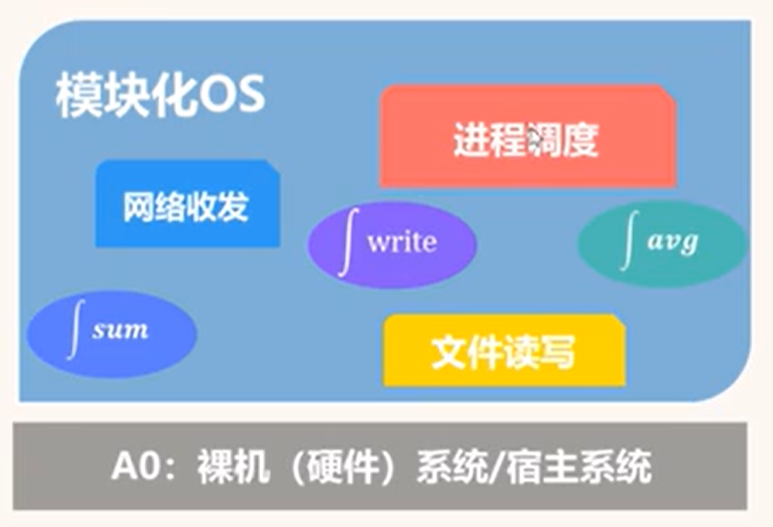 模块化OS
进程调度
网络收发
∫ write
∫ avg
∫ sum
文件读写
A0：裸机（硬件）系统/宿主系统